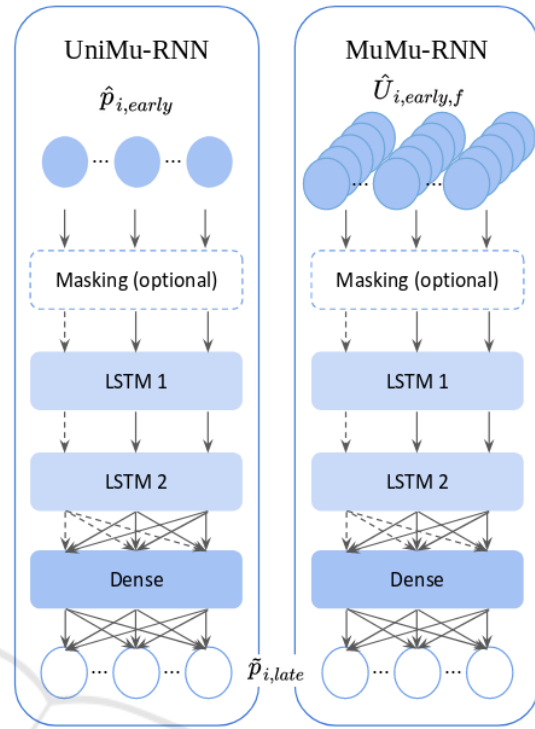 UniMu-RNN
p̂_{i,early}
... ...
Masking (optional)
LSTM 1
LSTM 2
Dense
... ...
MuMu-RNN
Û_{i,early,f}
... ...
Masking (optional)
LSTM 1
LSTM 2
Dense
... ...
p̃_{i,late}